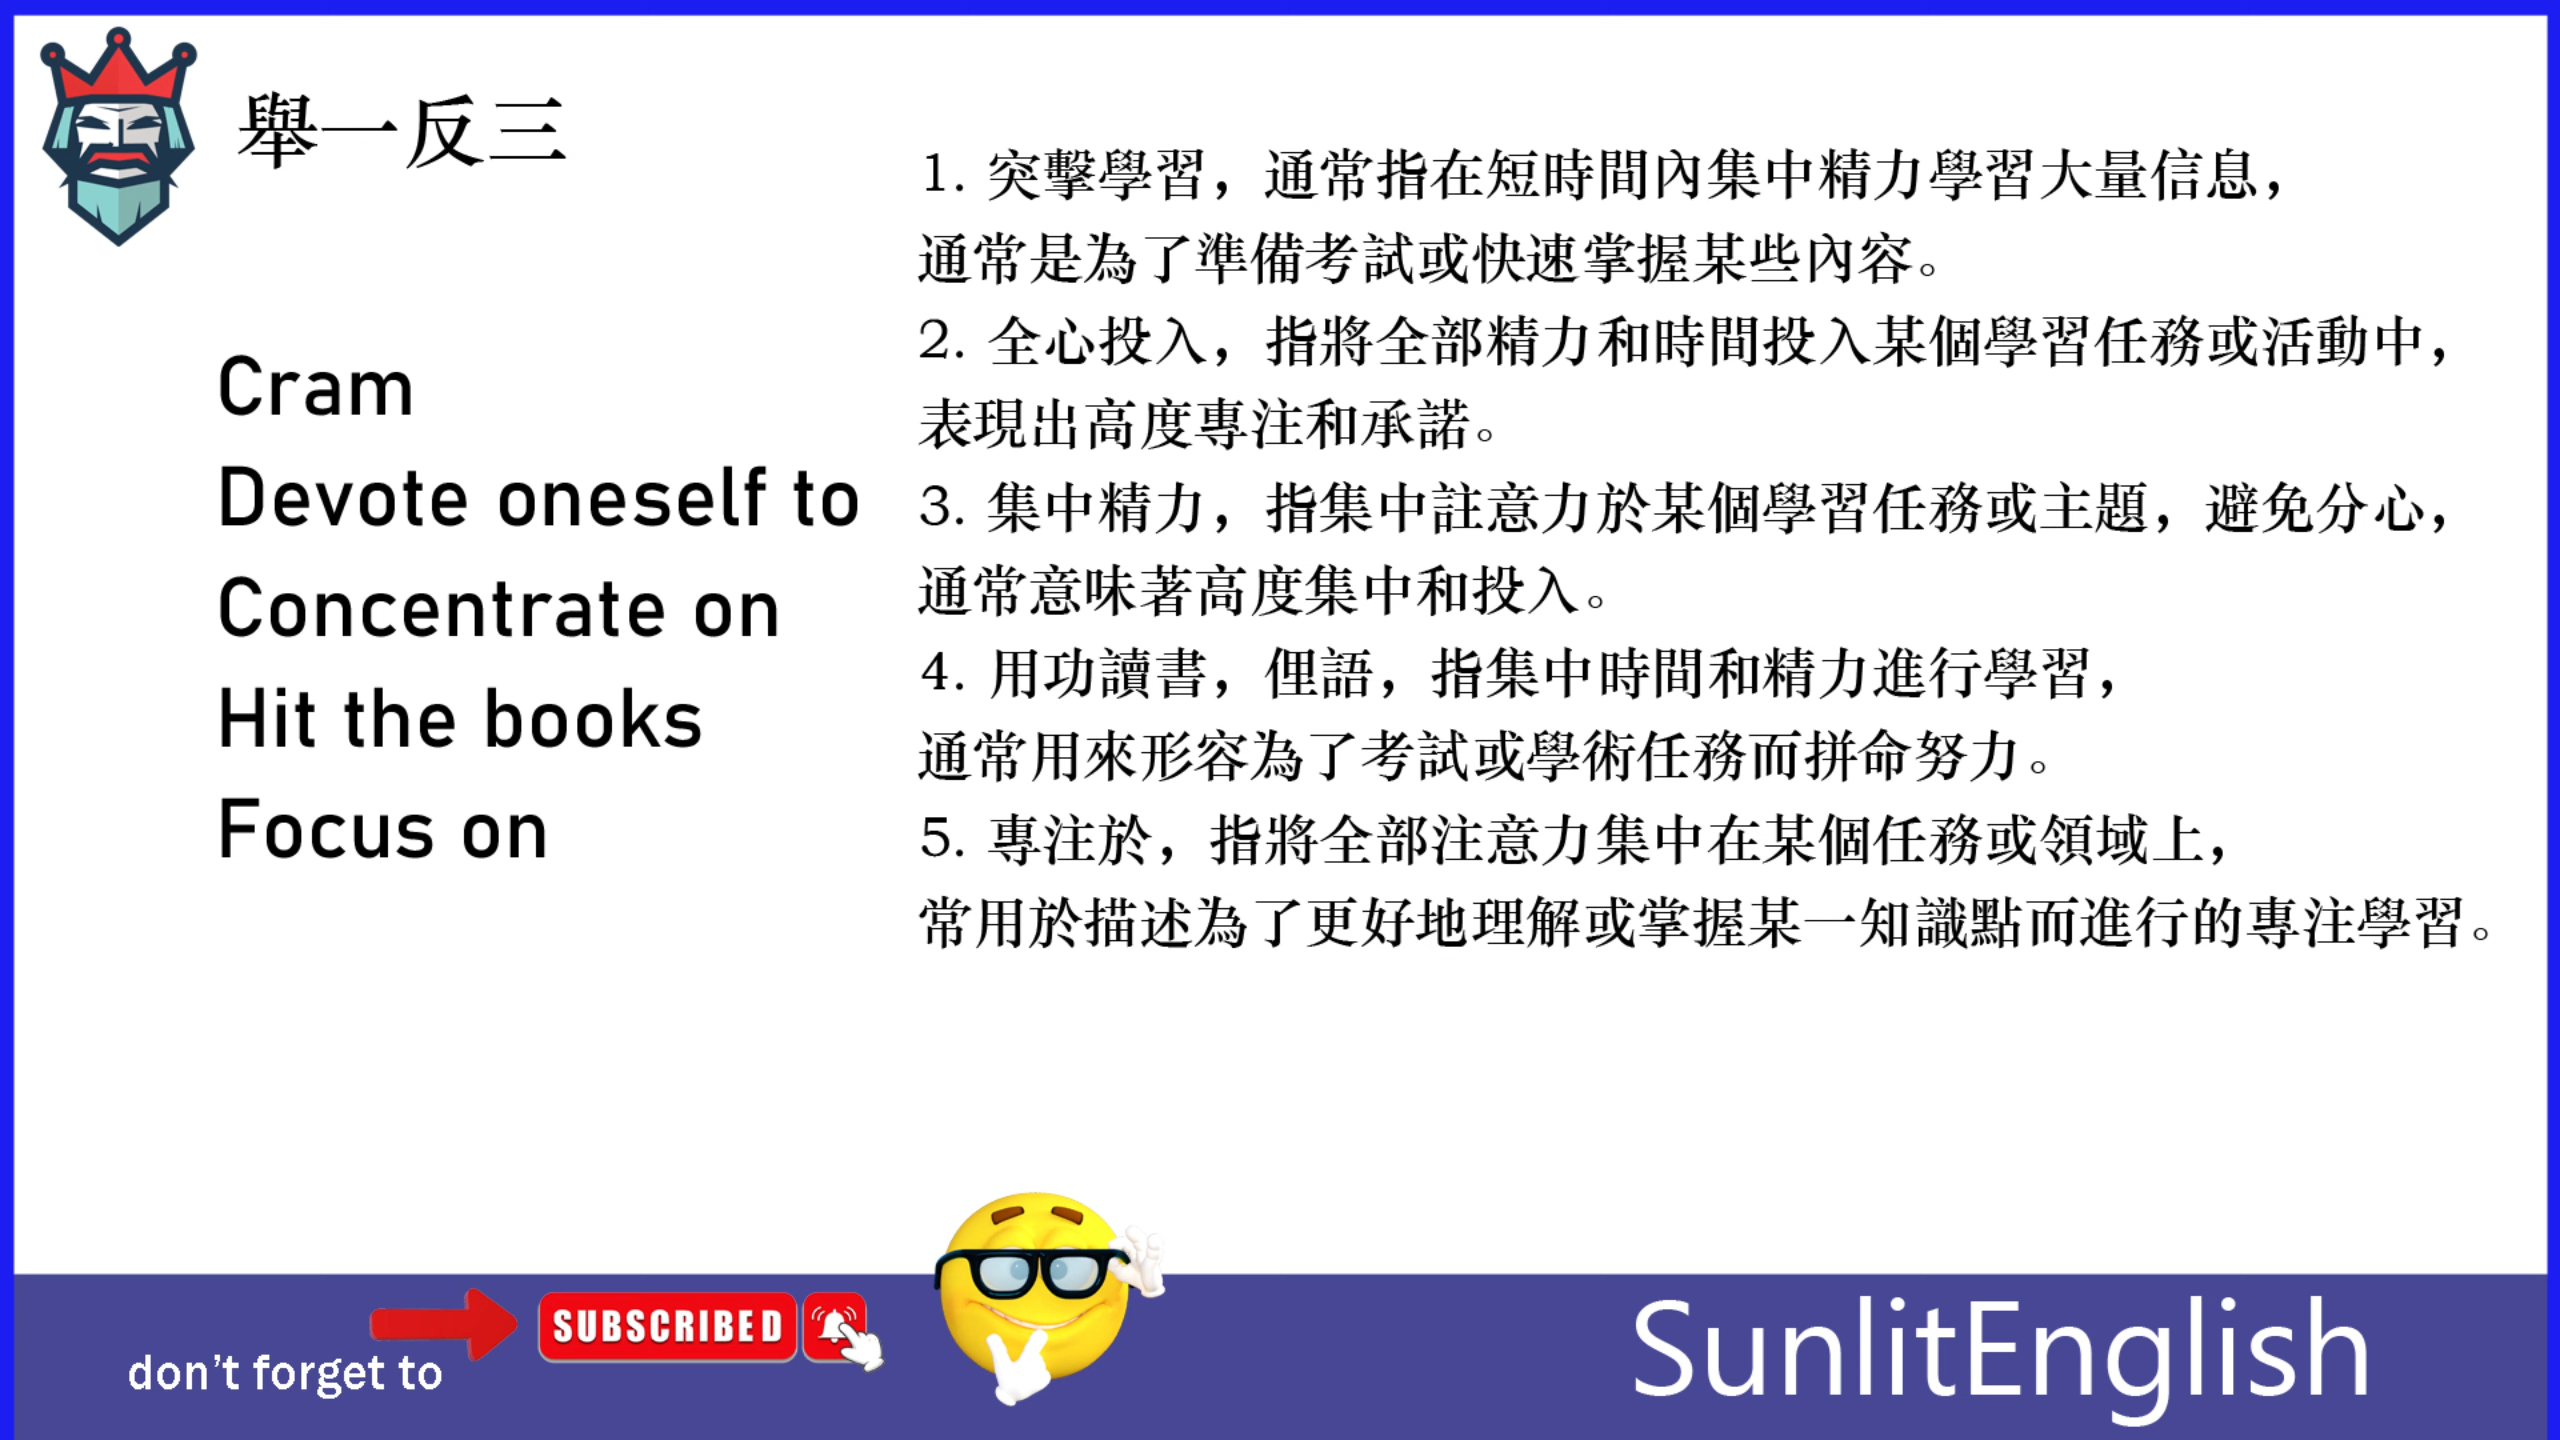 舉一反三
Cram
Devote oneself to
Concentrate on
Hit the books
Focus on
1. 突擊學習，通常指在短時間內集中精力學習大量信息，
通常是為了準備考試或快速掌握某些內容。
2. 全心投入，指將全部精力和時間投入某個學習任務或活動中，
表現出高度專注和承諾。
3. 集中精力，指集中註意力於某個學習任務或主題，避免分心，
通常意味著高度集中和投入。
4. 用功讀書，俚語，指集中時間和精力進行學習，
通常用來形容為了考試或學術任務而拼命努力。
5. 專注於，指將全部注意力集中在某個任務或領域上，
常用於描述為了更好地理解或掌握某一知識點而進行的專注學習。
don't forget to
SUBSCRIBED
SunlitEnglish